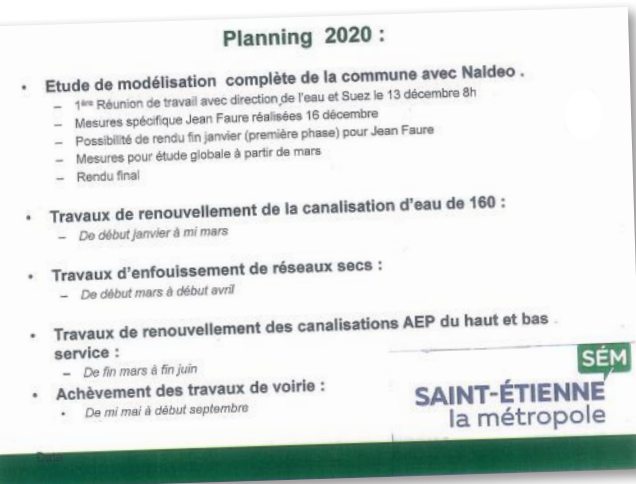 Planning 2020 :
• Etude de modélisation complète de la commune avec Naldeo .
– 1ère Réunion de travail avec direction de l'eau et Suez le 13 décembre 8h
– Mesures spécifique Jean Faure réalisées 16 décembre
– Possibilité de rendu fin janvier (première phase) pour Jean Faure
– Mesures pour étude globale à partir de mars
– Rendu final
• Travaux de renouvellement de la canalisation d'eau de 160 :
– De début janvier à mi mars
• Travaux d'enfouissement de réseaux secs :
– De début mars à début avril
• Travaux de renouvellement des canalisations AEP du haut et bas
service :
– De fin mars à fin juin
• Achèvement des travaux de voirie :
• De mi mai à début septembre
SÉM
SAINT-ÉTIENNE
la métropole